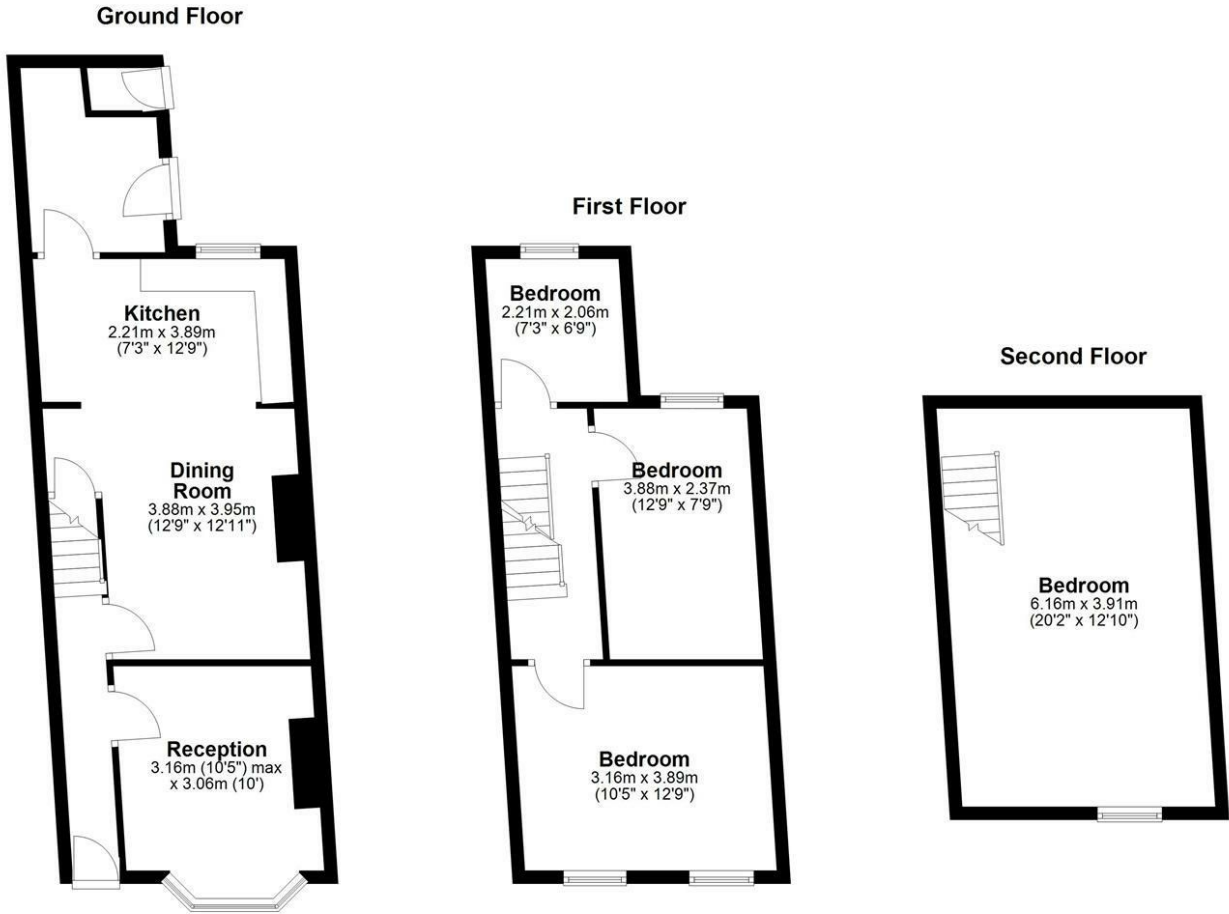 Ground Floor
Kitchen
2.21m x 3.89m
(7'3" x 12'9")
Dining
Room
3.88m x 3.95m
(12'9" x 12'11")
Reception
3.16m (10'5") max
x 3.06m (10')
First Floor
Bedroom
2.21m x 2.06m
(7'3" x 6'9")
Bedroom
3.88m x 2.37m
(12'9" x 7'9")
Bedroom
3.16m x 3.89m
(10'5" x 12'9")
Second Floor
Bedroom
6.16m x 3.91m
(20'2" x 12'10")